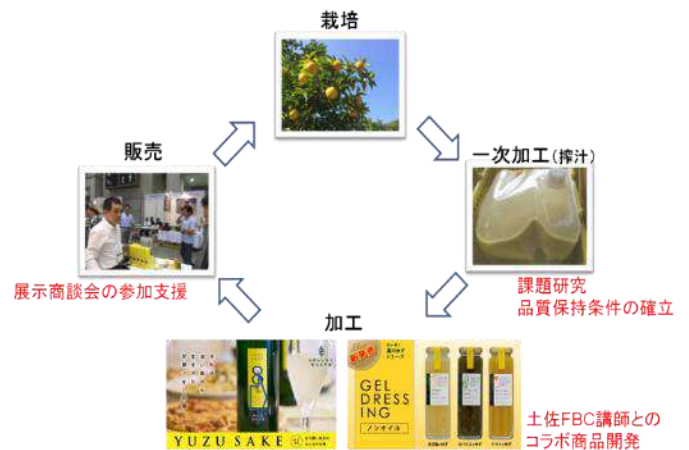 栽培
販売
一次加工(搾汁)
展示商談会の参加支援
課題研究
品質保持条件の確立
加工
YUZU SAKE
新発売
GEL
DRESS
ING
ノンオイル
土佐FBC講師との
コラボ商品開発